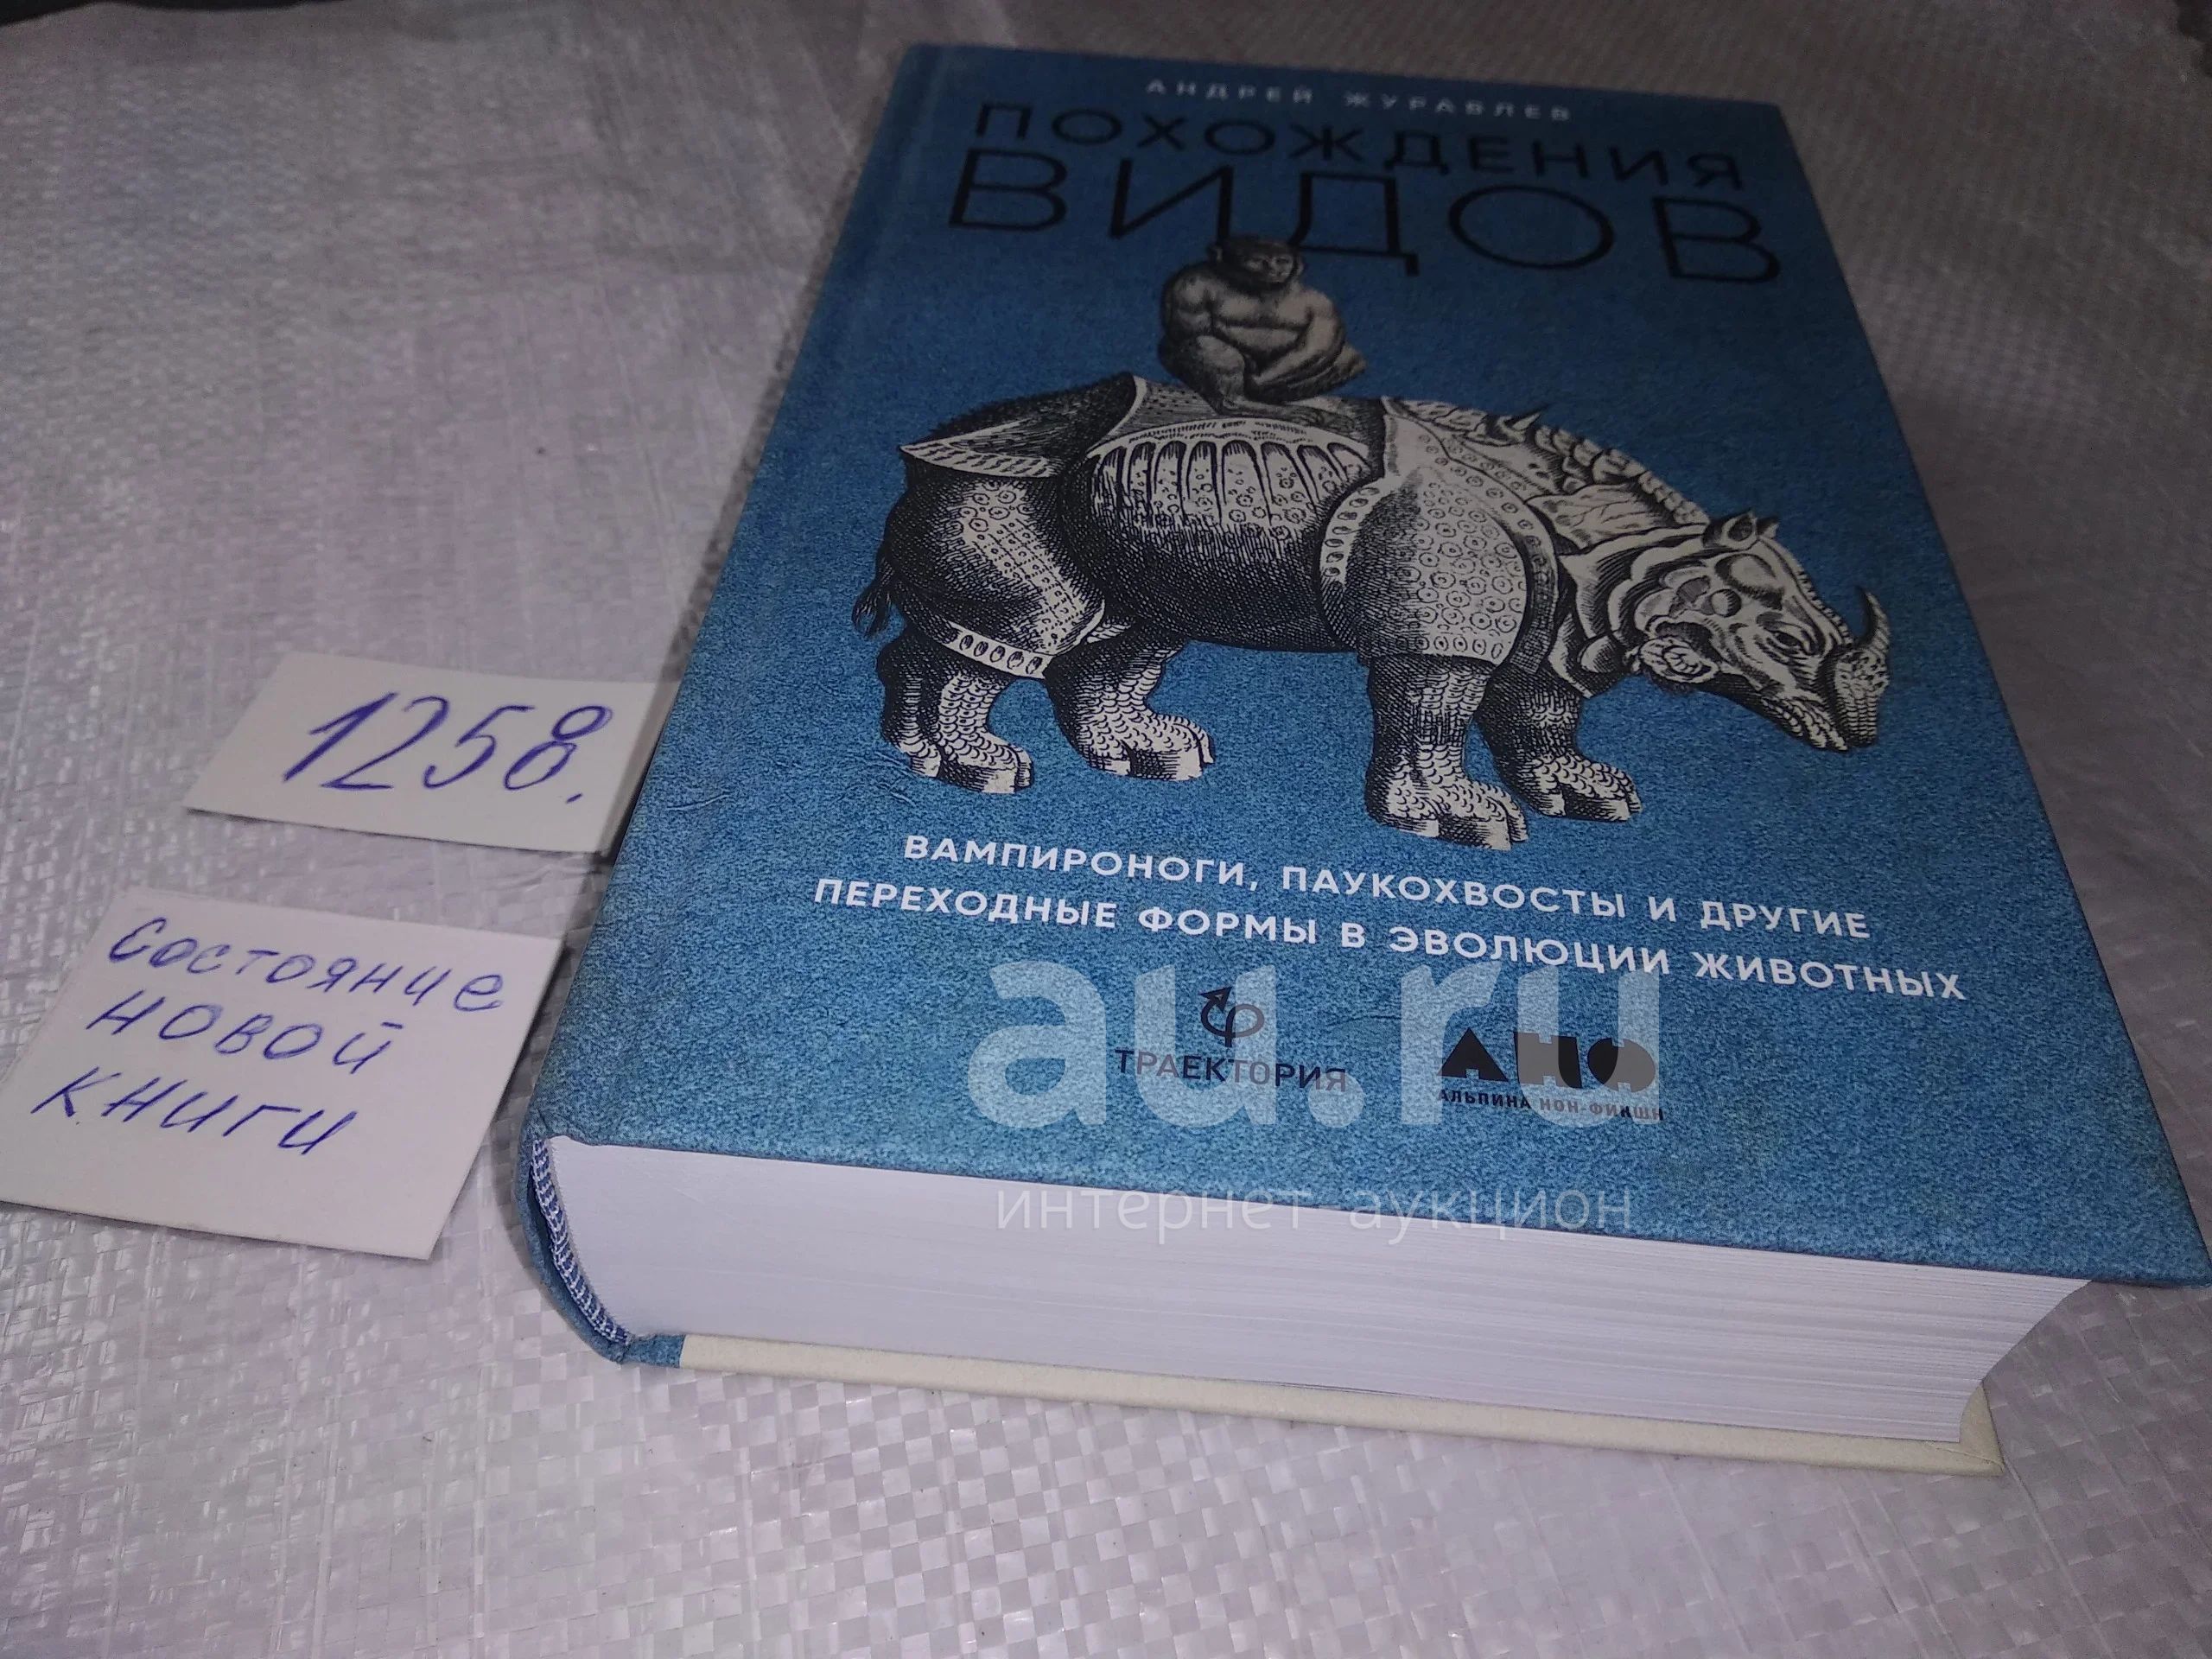 АНДРЕЙ ЖУРАВЛЕВ
ПОХОЖДЕНИЯ
ВИДОВ
ВАМПИРОНОГИ, ПАУКОХВОСТЫ И ДРУГИЕ
ПЕРЕХОДНЫЕ ФОРМЫ В ЭВОЛЮЦИИ ЖИВОТНЫХ
ТРАЕКТОРИЯ
АНФ
АЛЬПИНА НОН-ФИКШН
1258.
Состояние
новой
книги
au.ru
интернет аукцион